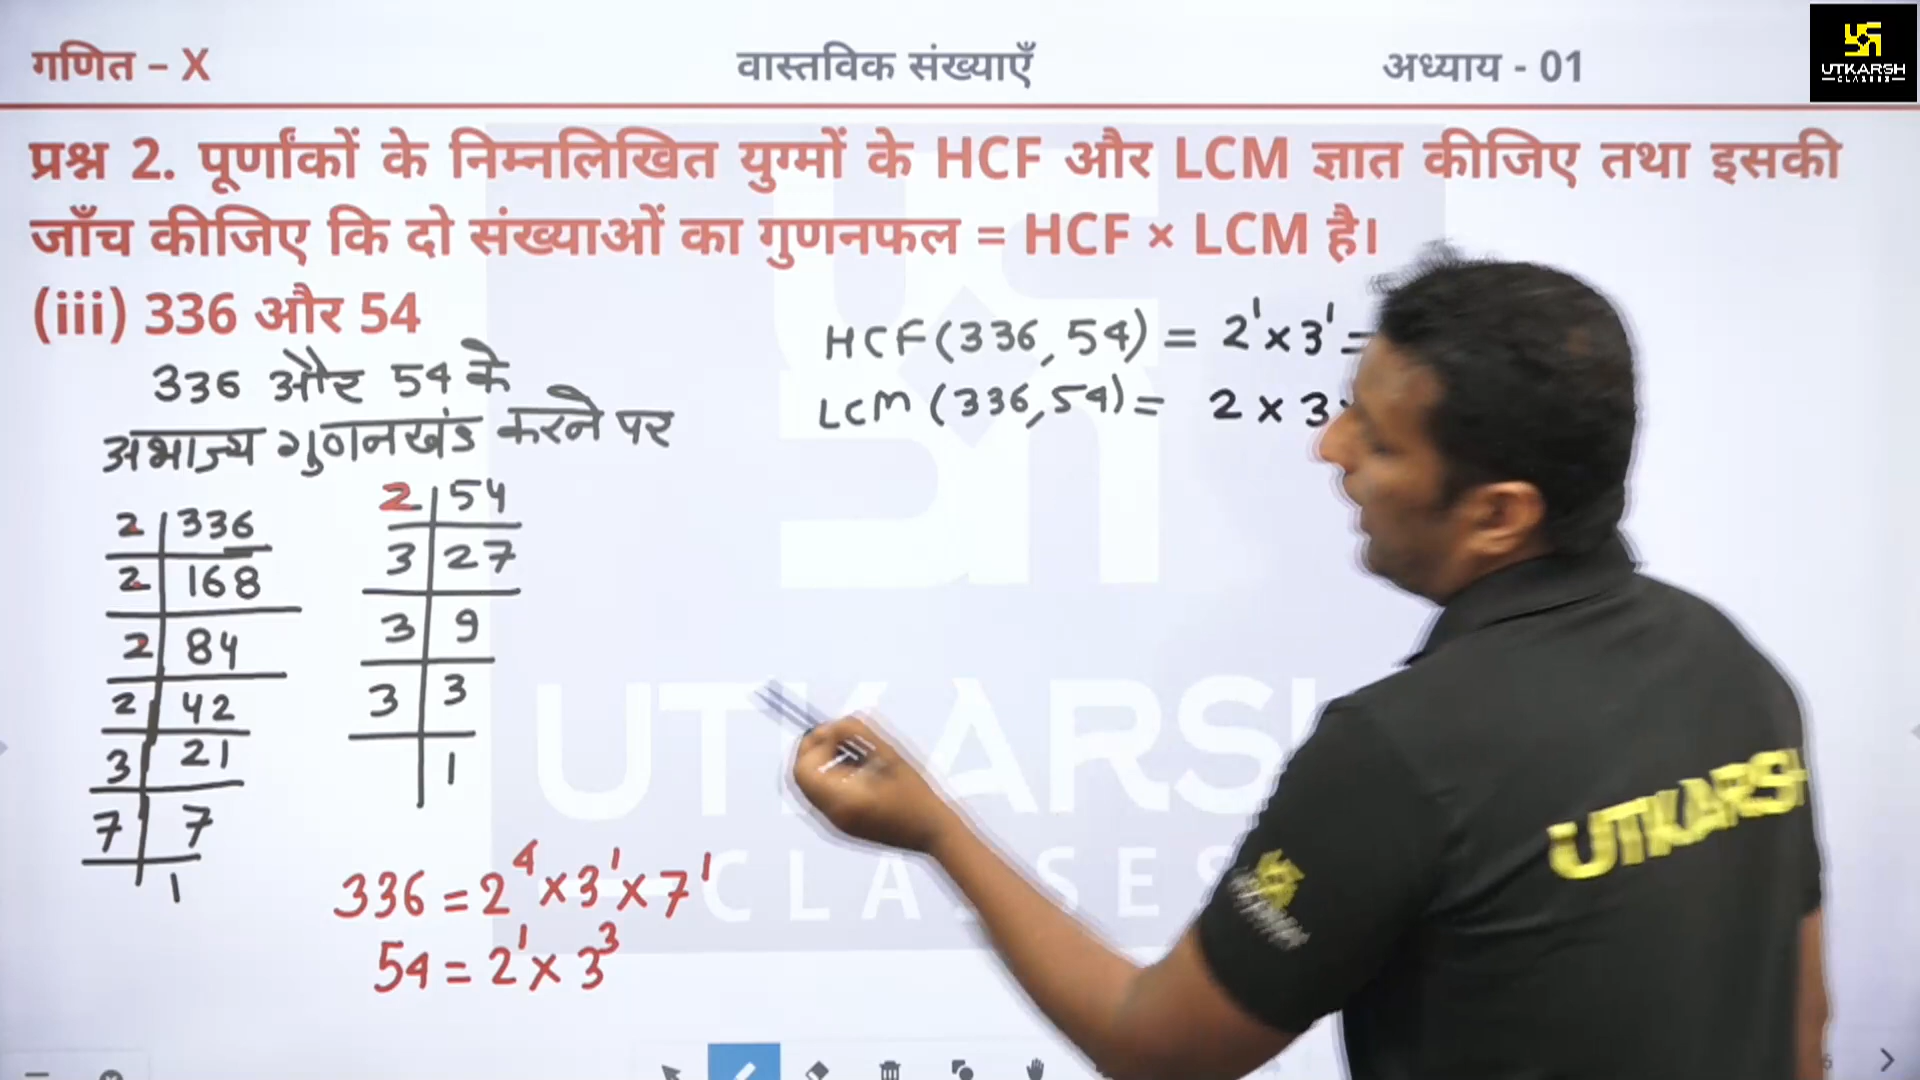 गणित – X
वास्तविक संख्याएँ
अध्याय - 01
UTKARSH
CLASSES
प्रश्न 2. पूर्णांकों के निम्नलिखित युग्मों के HCF और LCM ज्ञात कीजिए तथा इसकी
जाँच कीजिए कि दो संख्याओं का गुणनफल = HCF × LCM है।
(iii) 336 और 54
336 और 54 के
अभाज्य गुणनखंड करने पर
2 | 336
2 | 168
2 | 84
2 | 42
3 | 21
7 | 7
1
2 | 54
3 | 27
3 | 9
3 | 3
1
336 = 2⁴ × 3¹ × 7¹
54 = 2¹ × 3³
HCF (336, 54) = 2¹ × 3¹ =
LCM (336, 54) = 2 × 3
UTKARSH
CLASSES
UTKARSH